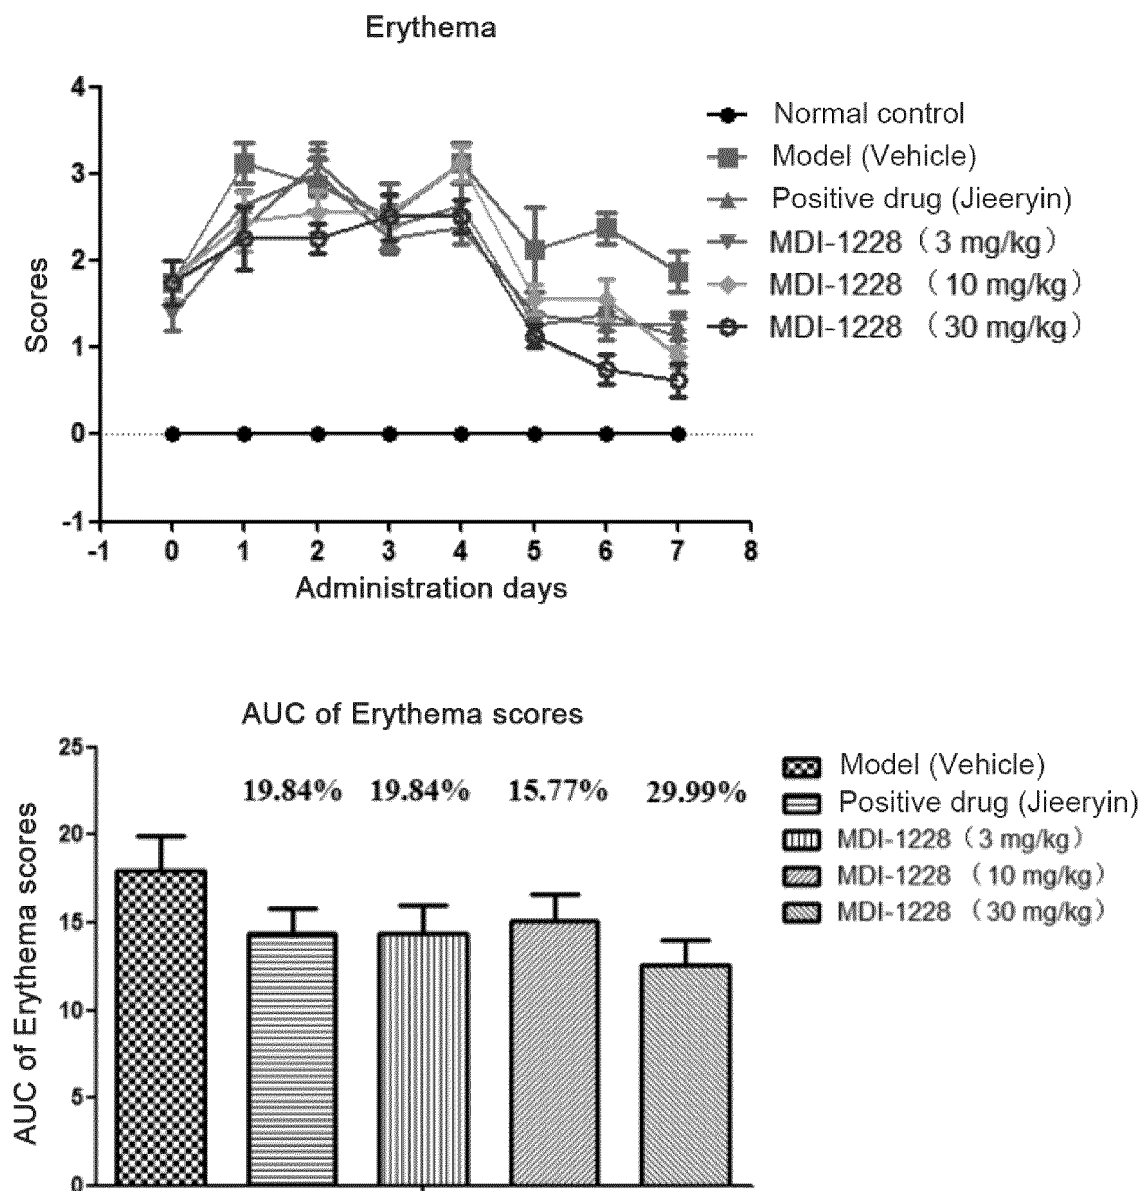 Erythema
4
3
2
1
0
-1
Scores
-1 0 1 2 3 4 5 6 7 8
Administration days
Normal control
Model (Vehicle)
Positive drug (Jieeryin)
MDI-1228（3 mg/kg）
MDI-1228 （10 mg/kg）
MDI-1228 （30 mg/kg）
AUC of Erythema scores
25
20
15
10
5
0
AUC of Erythema scores
19.84% 19.84% 15.77% 29.99%
Model (Vehicle)
Positive drug (Jieeryin)
MDI-1228（3 mg/kg）
MDI-1228 （10 mg/kg）
MDI-1228 （30 mg/kg）